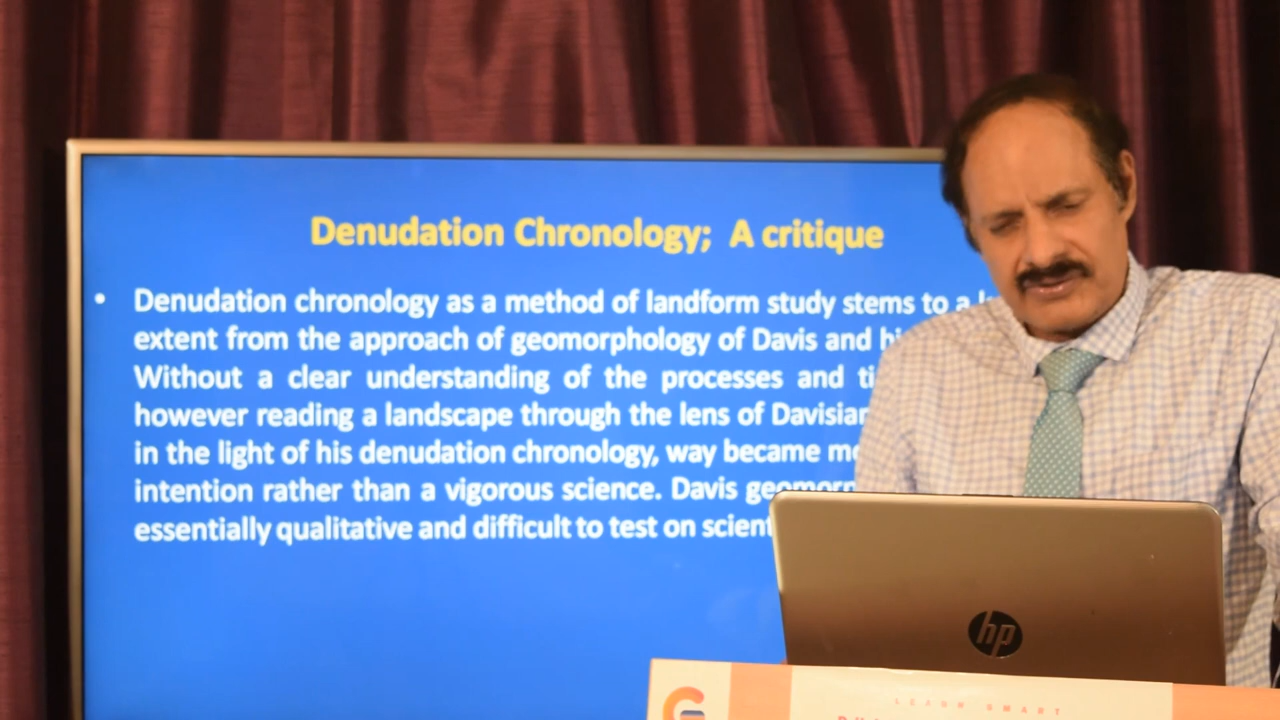 Denudation Chronology; A critique
• Denudation chronology as a method of landform study stems to a
extent from the approach of geomorphology of Davis and
Without a clear understanding of the processes and
however reading a landscape through the lens of Davisian
in the light of his denudation chronology, way became
intention rather than a vigorous science. Davis
essentially qualitative and difficult to test on
hp
LEARN SMART